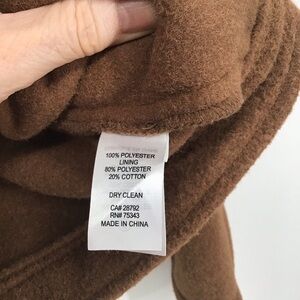 100% POLYESTER
LINING
80% POLYESTER
20% COTTON
DRY CLEAN
CA# 28792
RN# 75343
MADE IN CHINA